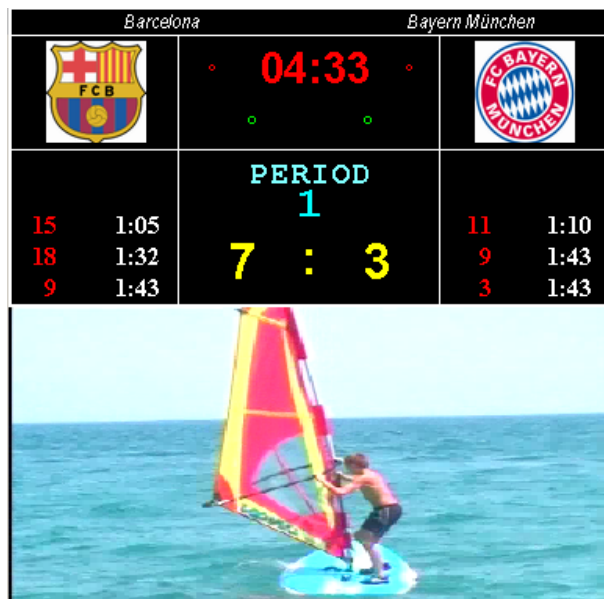 Barcelona
Bayern München
FCB
04:33
FC BAYERN
MÜNCHEN
PERIOD
1
15 1:05
18 1:32
9 1:43
7 : 3
11 1:10
9 1:43
3 1:43